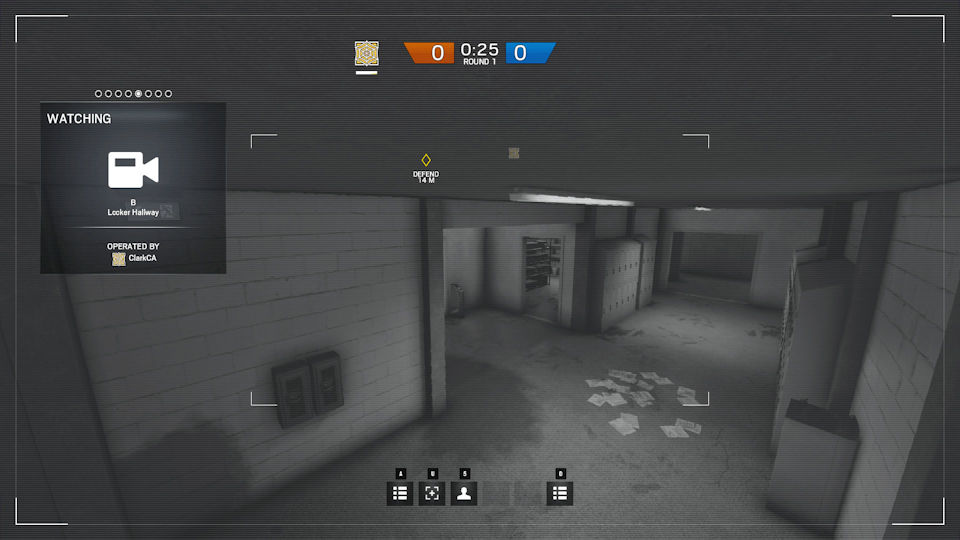 0 0:25 0
ROUND 1
WATCHING
B
Locker Hallway
OPERATED BY
ClarkCA
DEFEND
14 M
A U S D